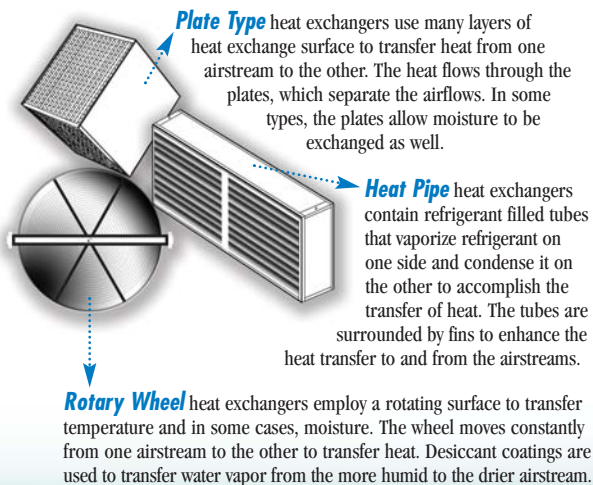 Plate Type heat exchangers use many layers of
heat exchange surface to transfer heat from one
airstream to the other. The heat flows through the
plates, which separate the airflows. In some
types, the plates allow moisture to be
exchanged as well.
Heat Pipe heat exchangers
contain refrigerant filled tubes
that vaporize refrigerant on
one side and condense it on
the other to accomplish the
transfer of heat. The tubes are
surrounded by fins to enhance the
heat transfer to and from the airstreams.
Rotary Wheel heat exchangers employ a rotating surface to transfer
temperature and in some cases, moisture. The wheel moves constantly
from one airstream to the other to transfer heat. Desiccant coatings are
used to transfer water vapor from the more humid to the drier airstream.